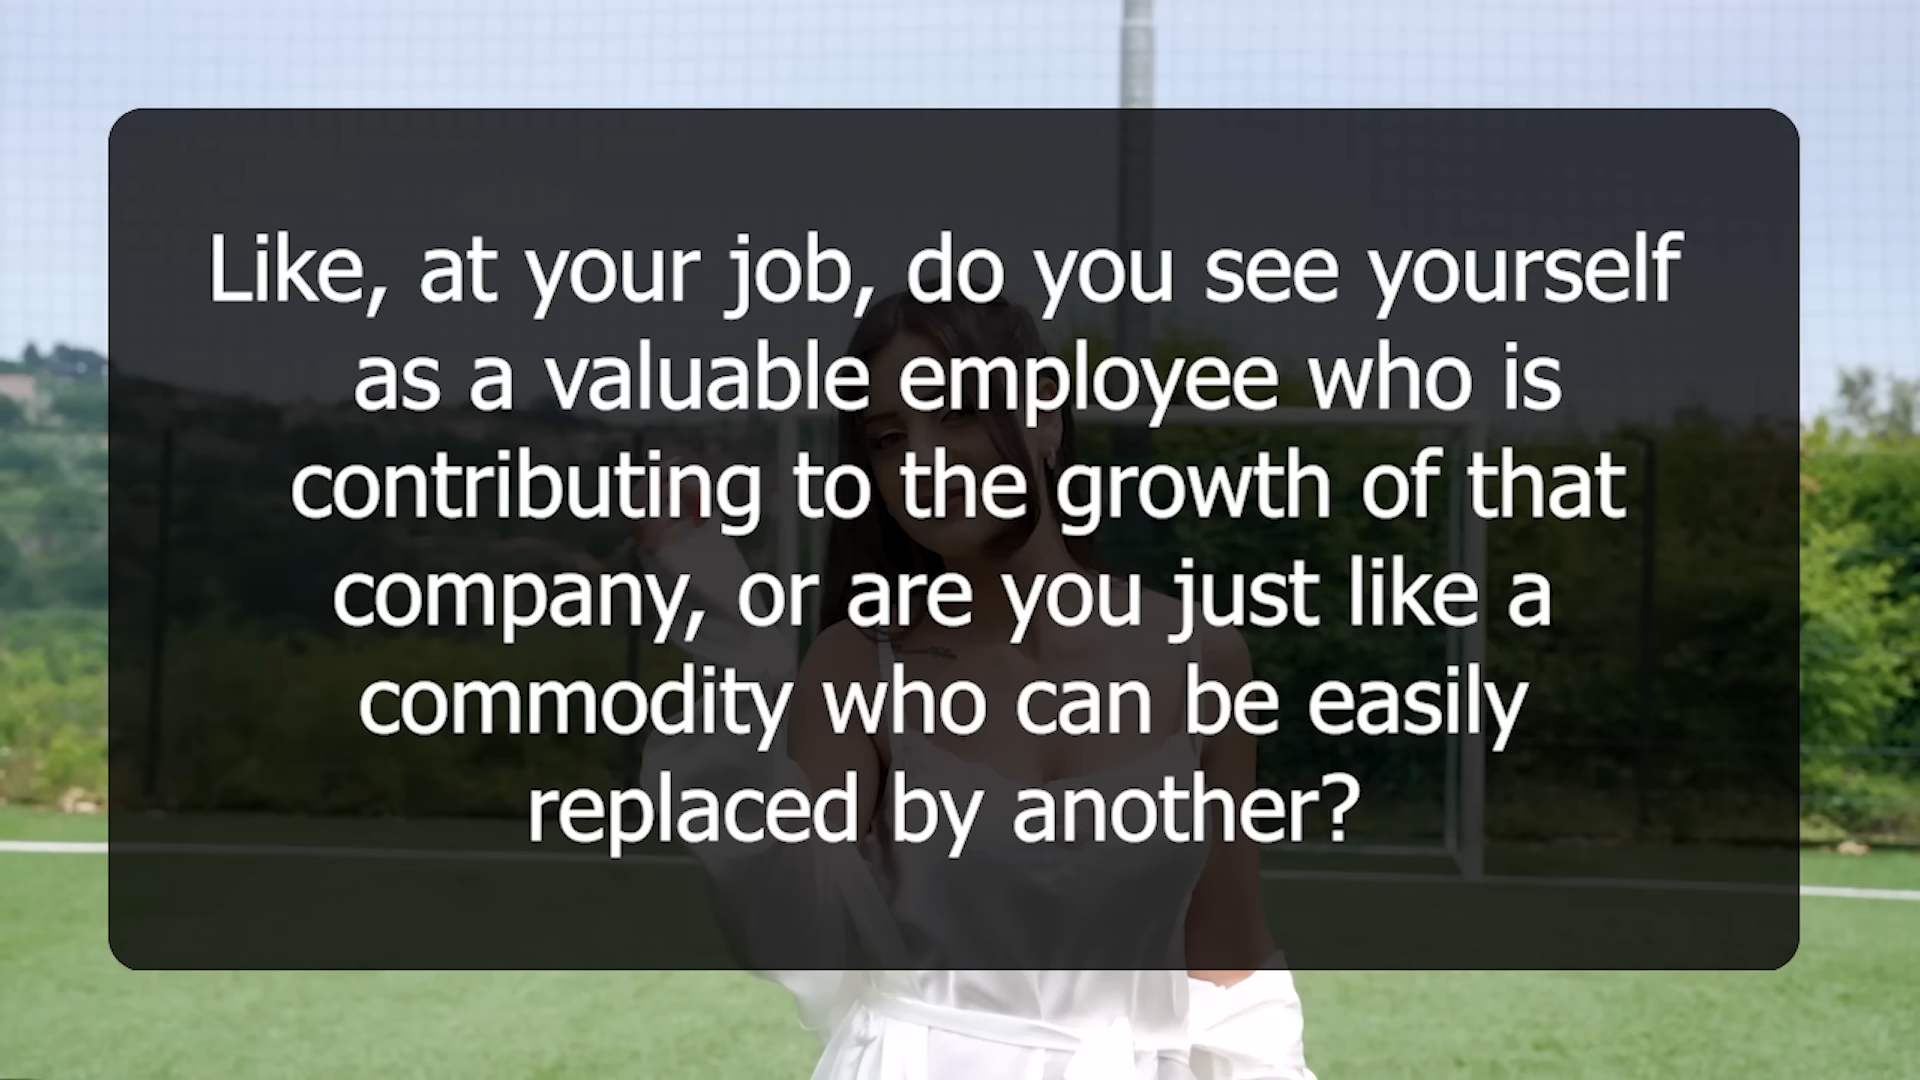 Like, at your job, do you see yourself
as a valuable employee who is
contributing to the growth of that
company, or are you just like a
commodity who can be easily
replaced by another?